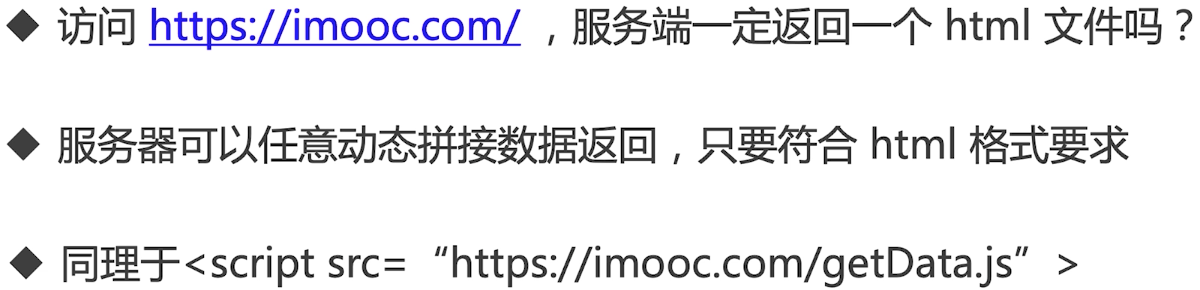 ◆ 访问 https://imooc.com/ ，服务端一定返回一个 html 文件吗？
◆ 服务器可以任意动态拼接数据返回，只要符合 html 格式要求
◆ 同理于<script src=“https://imooc.com/getData.js”>